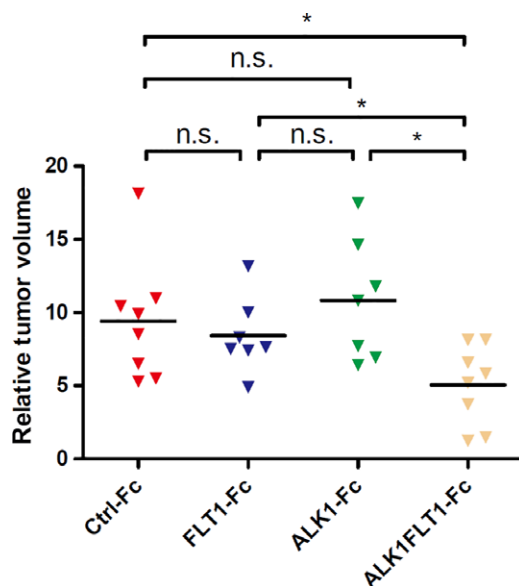 *
n.s.
*
n.s.
n.s.
*
Relative tumor volume
20
15
10
5
0
Ctrl-Fc
FLT1-Fc
ALK1-Fc
ALK1FLT1-Fc